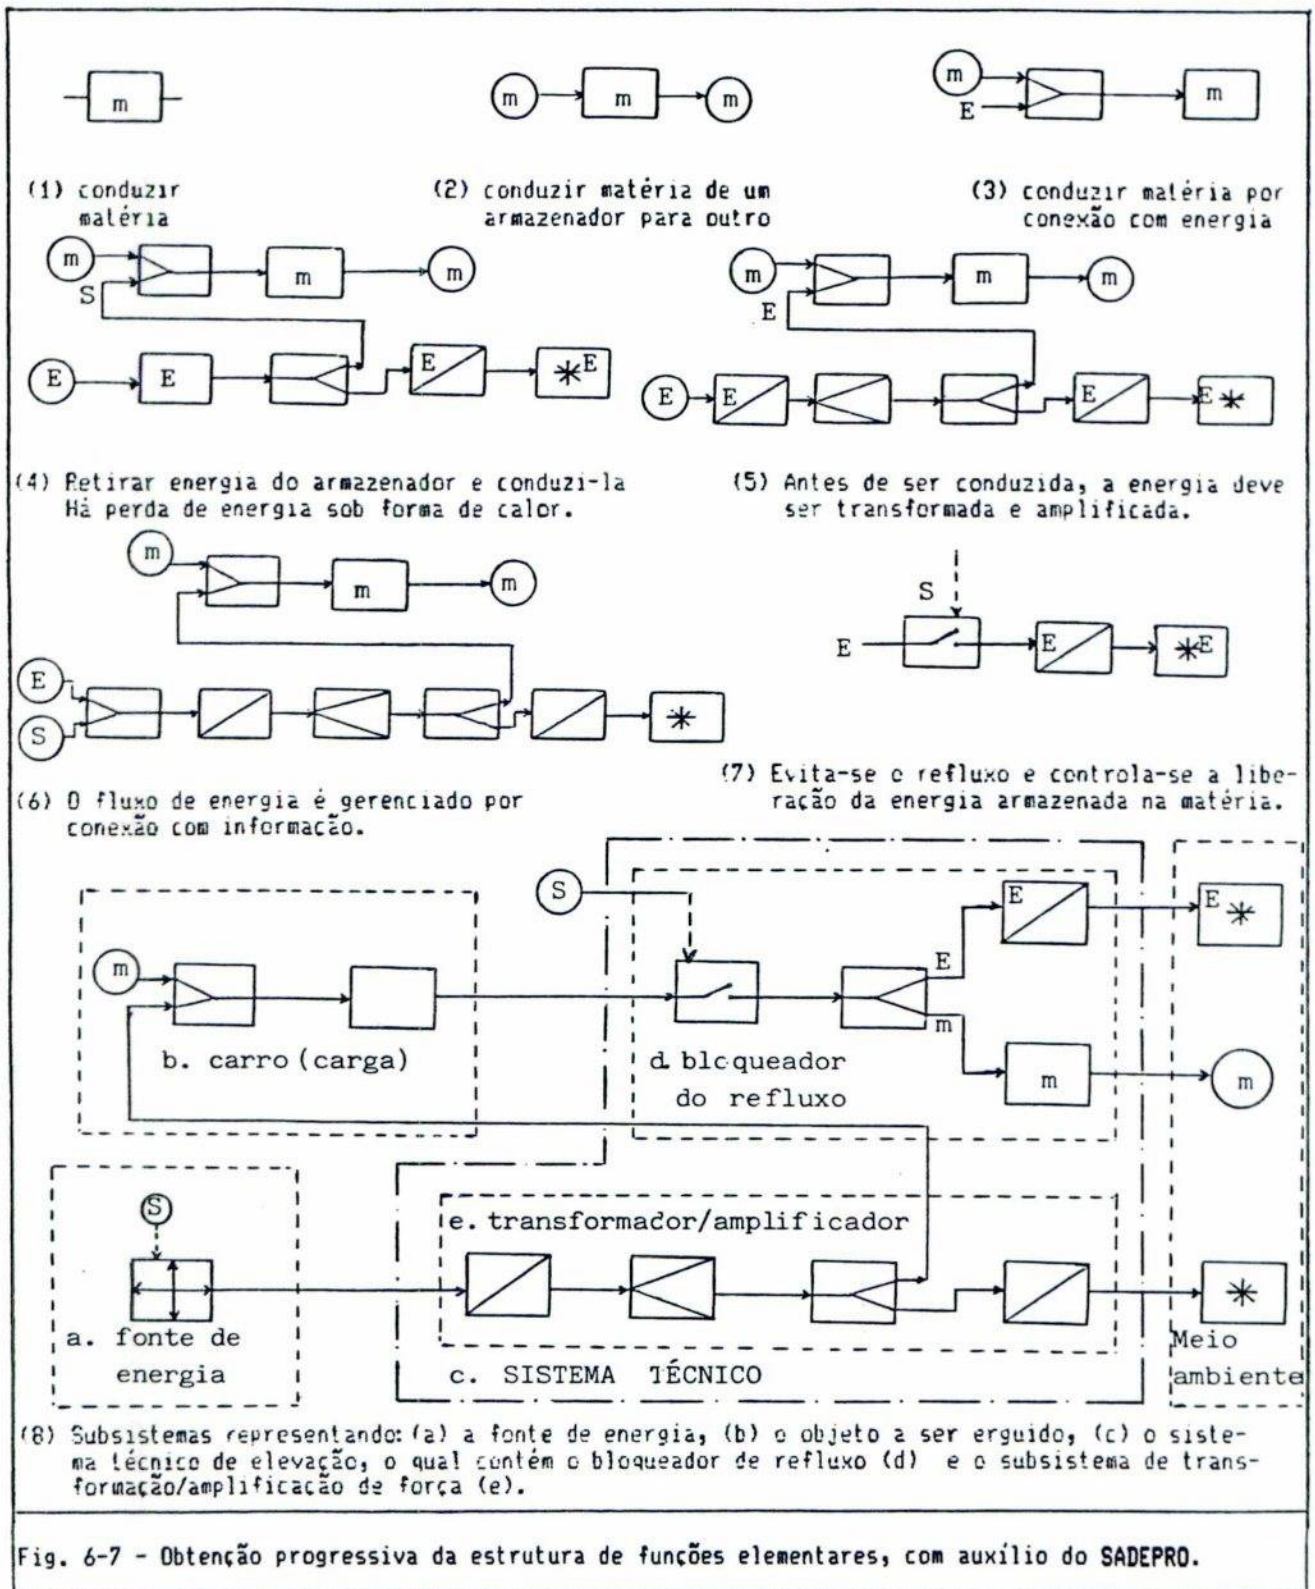 m
m
m
m
m
E
m
(1) conduzir
matéria
(2) conduzir matéria de um
armazenador para outro
(3) conduzir matéria por
conexão com energia
m
m
m
S
E
E
E
E
m
m
m
E
E
E
E
E
(4) Retirar energia do armazenador e conduzi-la
Há perda de energia sob forma de calor.
(5) Antes de ser conduzida, a energia deve
ser transformada e amplificada.
m
m
m
E
S
S
E
E
E
(6) O fluxo de energia é gerenciado por
conexão com informação.
(7) Evita-se o refluxo e controla-se a libe-
ração da energia armazenada na matéria.
S
E
E
m
E
m
m
m
b. carro (carga)
d. bloqueador
do refluxo
S
a. fonte de
energia
e. transformador/amplificador
c. SISTEMA TÉCNICO
Meio
ambiente
(8) Subsistemas representando: (a) a fonte de energia, (b) o objeto a ser erguido, (c) o siste-
ma técnico de elevação, o qual contém o bloqueador de refluxo (d) e o subsistema de trans-
formação/amplificação de força (e).
Fig. 6-7 - Obtenção progressiva da estrutura de funções elementares, com auxílio do SADEPRO.